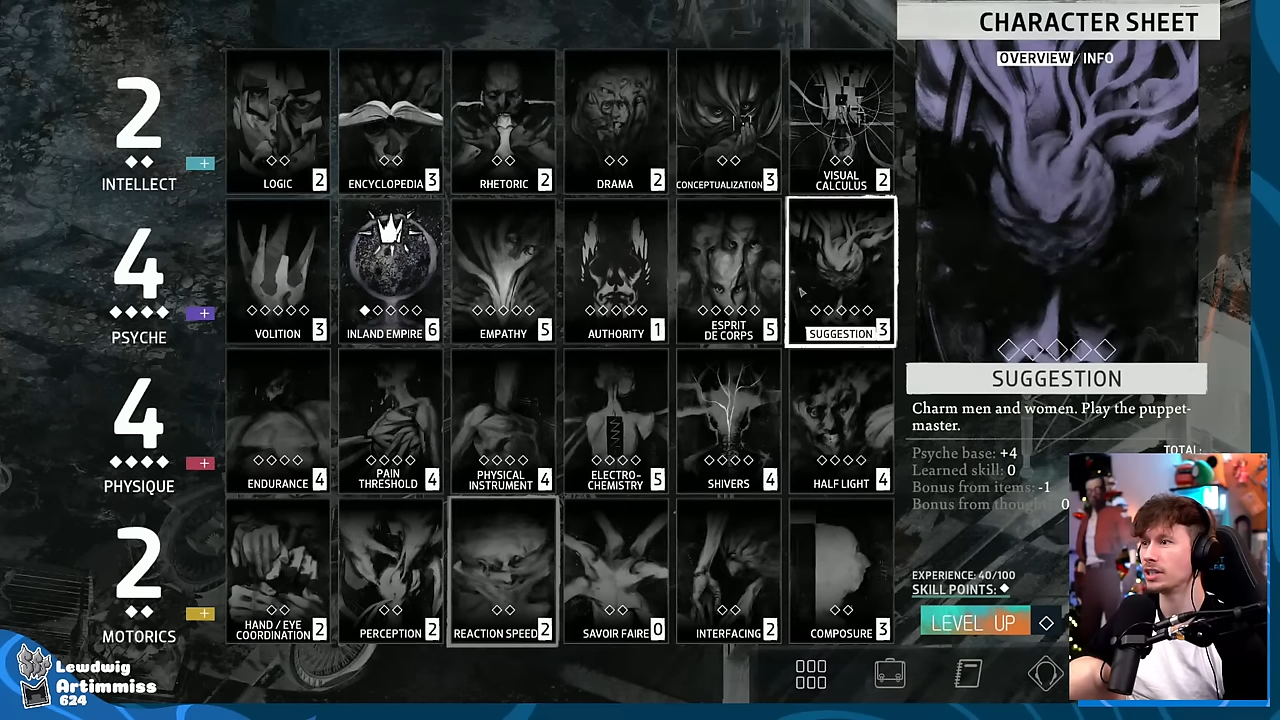 CHARACTER SHEET
OVERVIEW / INFO
2
INTELLECT
+
LOGIC 2
ENCYCLOPEDIA 3
RHETORIC 2
DRAMA 2
CONCEPTUALIZATION 3
VISUAL
CALCULUS 2
4
PSYCHE
+
VOLITION 3
INLAND EMPIRE 6
EMPATHY 5
AUTHORITY 1
ESPRIT
DE CORPS 5
SUGGESTION 3
4
PHYSIQUE
+
ENDURANCE 4
PAIN
THRESHOLD 4
PHYSICAL
INSTRUMENT 4
ELECTRO-
CHEMISTRY 5
SHIVERS 4
HALF LIGHT 4
2
MOTORICS
+
HAND / EYE
COORDINATION 2
PERCEPTION 2
REACTION SPEED 2
SAVOIR FAIRE 0
INTERFACING 2
COMPOSURE 3
SUGGESTION
Charm men and women. Play the puppet-
master.
Psyche base: +4
TOTAL:
Learned skill: 0
Bonus from items: -1
Bonus from thoughts 0
EXPERIENCE: 40/100
SKILL POINTS:
LEVEL UP
Lewdwig
Artimmiss
624